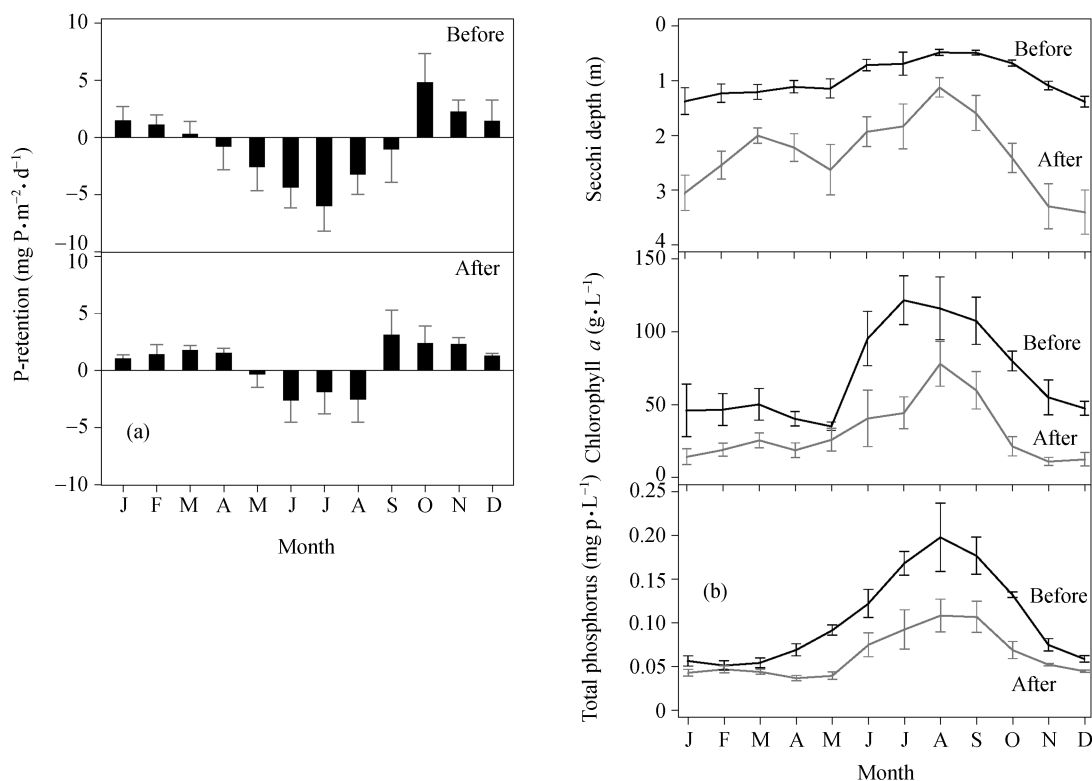 P-retention (mg P•m⁻²•d⁻¹)
10
Before
5
0
−5
−10
10
After
5
0
−5
(a)
−10
J F M A M J J A S O N D
Month
Secchi depth (m)
0
Before
1
2
After
3
4
Chlorophyll a (g•L⁻¹)
150
100
Before
50
After
0
Total phosphorus (mg p•L⁻¹)
0.25
0.20
(b)
0.15
Before
0.10
0.05
After
0
J F M A M J J A S O N D
Month